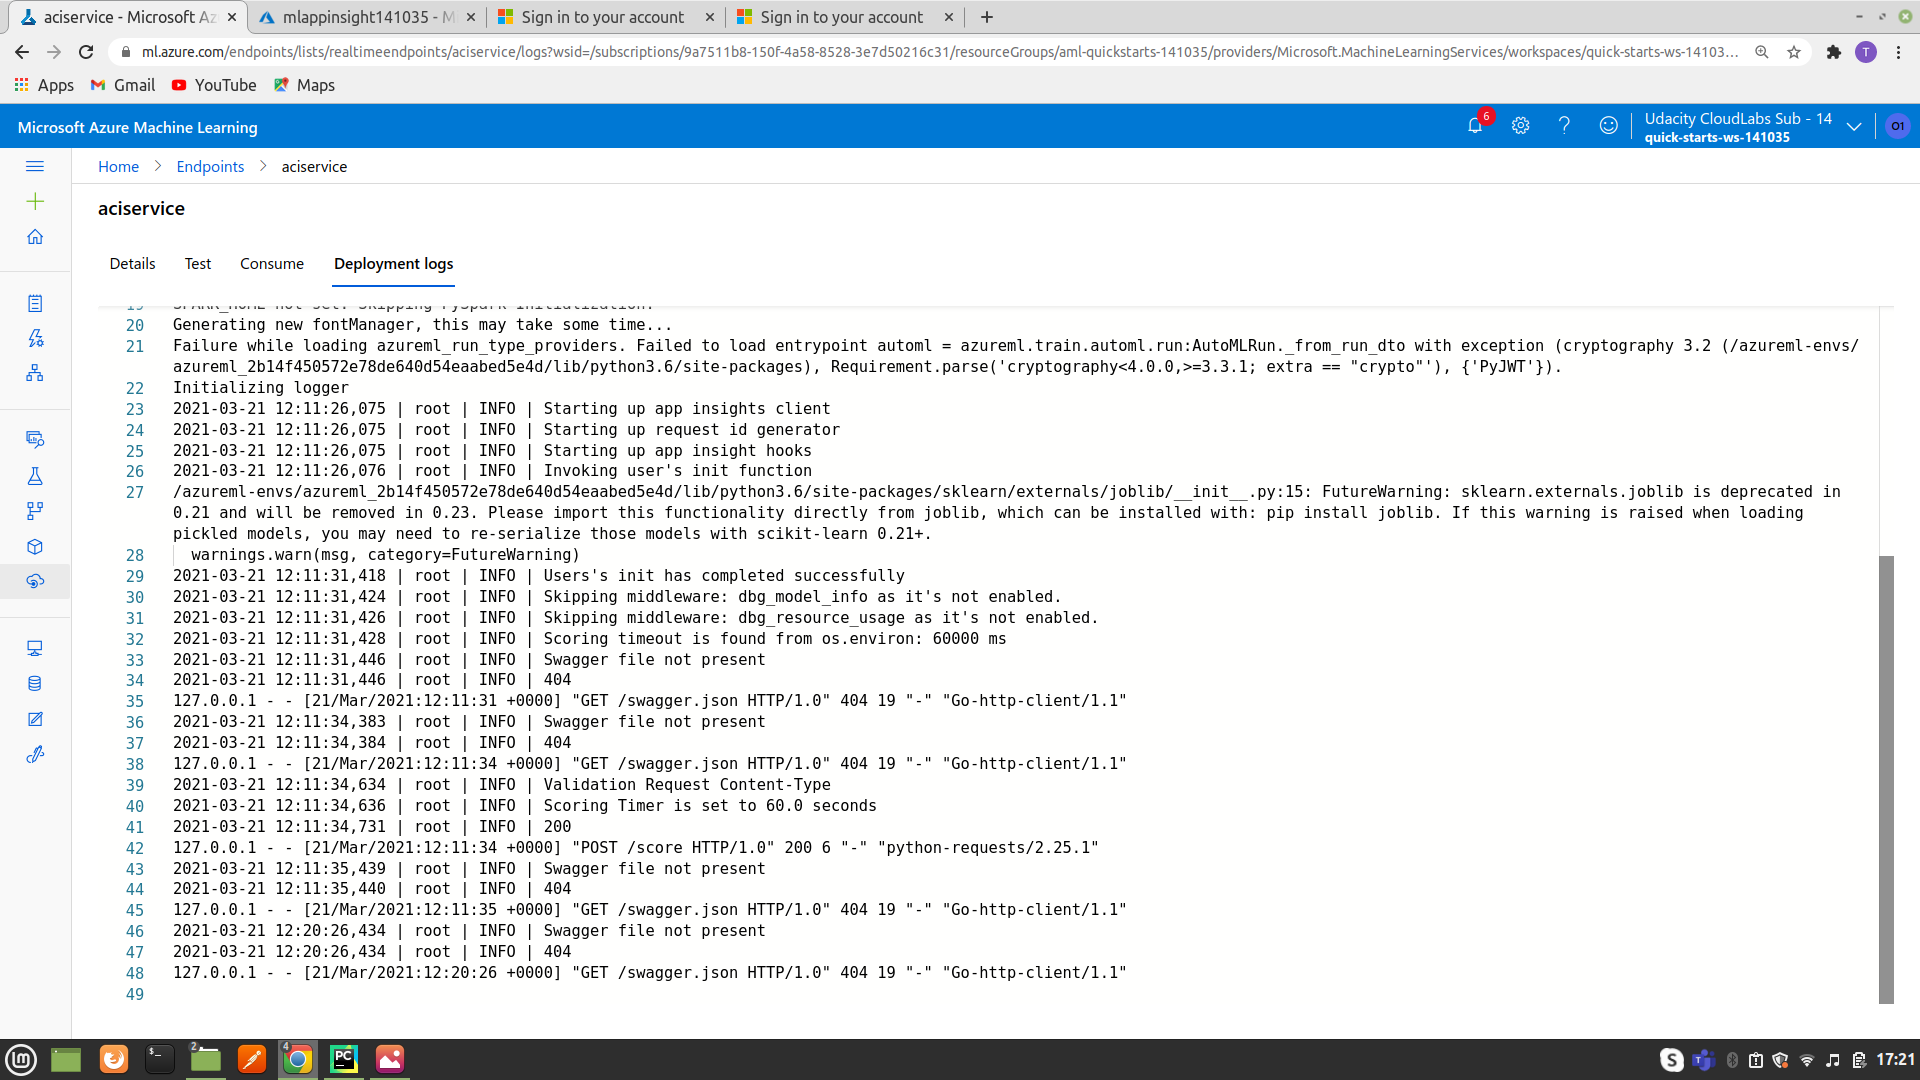 aciservice - Microsoft Az
mlappinsight141035 - M
Sign in to your account
Sign in to your account
ml.azure.com/endpoints/lists/realtimeendpoints/aciservice/logs?wsid=/subscriptions/9a7511b8-150f-4a58-8528-3e7d50216c31/resourceGroups/aml-quickstarts-141035/providers/Microsoft.MachineLearningServices/workspaces/quick-starts-ws-14103...
T
Apps
Gmail
YouTube
Maps
Microsoft Azure Machine Learning
6
Udacity CloudLabs Sub - 14
quick-starts-ws-141035
O1
Home > Endpoints > aciservice
aciservice
Details
Test
Consume
Deployment logs
19 SPARK_HOME not set. Skipping PySpark Initialization.
20 Generating new fontManager, this may take some time...
21 Failure while loading azureml_run_type_providers. Failed to load entrypoint automl = azureml.train.automl.run:AutoMLRun._from_run_dto with exception (cryptography 3.2 (/azureml-envs/
azureml_2b14f450572e78de640d54eaabed5e4d/lib/python3.6/site-packages), Requirement.parse('cryptography<4.0.0,>=3.3.1; extra == "crypto"'), {'PyJWT'}).
22 Initializing logger
23 2021-03-21 12:11:26,075 | root | INFO | Starting up app insights client
24 2021-03-21 12:11:26,075 | root | INFO | Starting up request id generator
25 2021-03-21 12:11:26,075 | root | INFO | Starting up app insight hooks
26 2021-03-21 12:11:26,076 | root | INFO | Invoking user's init function
27 /azureml-envs/azureml_2b14f450572e78de640d54eaabed5e4d/lib/python3.6/site-packages/sklearn/externals/joblib/__init__.py:15: FutureWarning: sklearn.externals.joblib is deprecated in
0.21 and will be removed in 0.23. Please import this functionality directly from joblib, which can be installed with: pip install joblib. If this warning is raised when loading
pickled models, you may need to re-serialize those models with scikit-learn 0.21+.
28 warnings.warn(msg, category=FutureWarning)
29 2021-03-21 12:11:31,418 | root | INFO | Users's init has completed successfully
30 2021-03-21 12:11:31,424 | root | INFO | Skipping middleware: dbg_model_info as it's not enabled.
31 2021-03-21 12:11:31,426 | root | INFO | Skipping middleware: dbg_resource_usage as it's not enabled.
32 2021-03-21 12:11:31,428 | root | INFO | Scoring timeout is found from os.environ: 60000 ms
33 2021-03-21 12:11:31,446 | root | INFO | Swagger file not present
34 2021-03-21 12:11:31,446 | root | INFO | 404
35 127.0.0.1 - - [21/Mar/2021:12:11:31 +0000] "GET /swagger.json HTTP/1.0" 404 19 "-" "Go-http-client/1.1"
36 2021-03-21 12:11:34,383 | root | INFO | Swagger file not present
37 2021-03-21 12:11:34,384 | root | INFO | 404
38 127.0.0.1 - - [21/Mar/2021:12:11:34 +0000] "GET /swagger.json HTTP/1.0" 404 19 "-" "Go-http-client/1.1"
39 2021-03-21 12:11:34,634 | root | INFO | Validation Request Content-Type
40 2021-03-21 12:11:34,636 | root | INFO | Scoring Timer is set to 60.0 seconds
41 2021-03-21 12:11:34,731 | root | INFO | 200
42 127.0.0.1 - - [21/Mar/2021:12:11:34 +0000] "POST /score HTTP/1.0" 200 6 "-" "python-requests/2.25.1"
43 2021-03-21 12:11:35,439 | root | INFO | Swagger file not present
44 2021-03-21 12:11:35,440 | root | INFO | 404
45 127.0.0.1 - - [21/Mar/2021:12:11:35 +0000] "GET /swagger.json HTTP/1.0" 404 19 "-" "Go-http-client/1.1"
46 2021-03-21 12:20:26,434 | root | INFO | Swagger file not present
47 2021-03-21 12:20:26,434 | root | INFO | 404
48 127.0.0.1 - - [21/Mar/2021:12:20:26 +0000] "GET /swagger.json HTTP/1.0" 404 19 "-" "Go-http-client/1.1"
49
2
4
PC
S
17:21